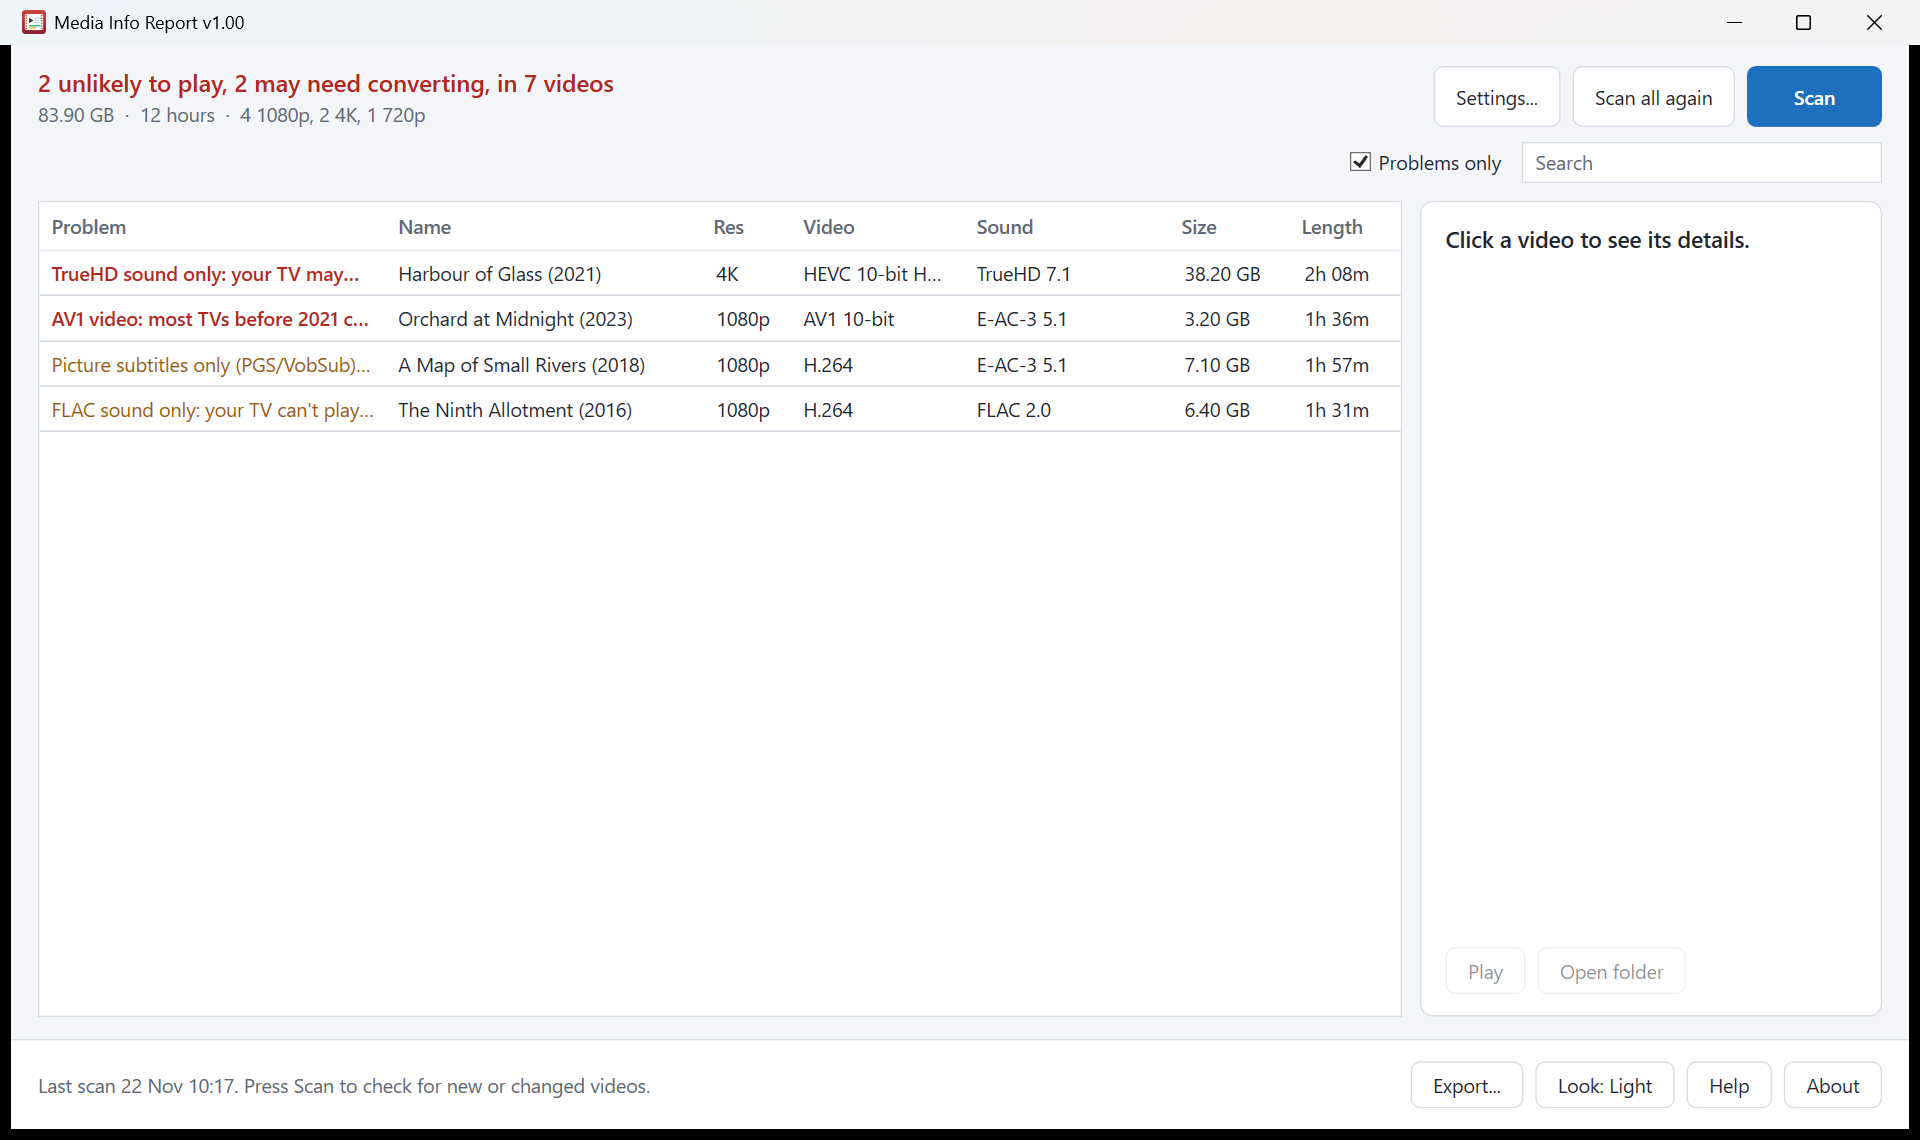 Media Info Report v1.00
2 unlikely to play, 2 may need converting, in 7 videos
83.90 GB · 12 hours · 4 1080p, 2 4K, 1 720p
Settings... Scan all again Scan
Problems only Search
Problem Name Res Video Sound Size Length
TrueHD sound only: your TV may... Harbour of Glass (2021) 4K HEVC 10-bit H... TrueHD 7.1 38.20 GB 2h 08m
AV1 video: most TVs before 2021 c... Orchard at Midnight (2023) 1080p AV1 10-bit E-AC-3 5.1 3.20 GB 1h 36m
Picture subtitles only (PGS/VobSub)... A Map of Small Rivers (2018) 1080p H.264 E-AC-3 5.1 7.10 GB 1h 57m
FLAC sound only: your TV can't play... The Ninth Allotment (2016) 1080p H.264 FLAC 2.0 6.40 GB 1h 31m
Click a video to see its details.
Play Open folder
Last scan 22 Nov 10:17. Press Scan to check for new or changed videos.
Export... Look: Light Help About